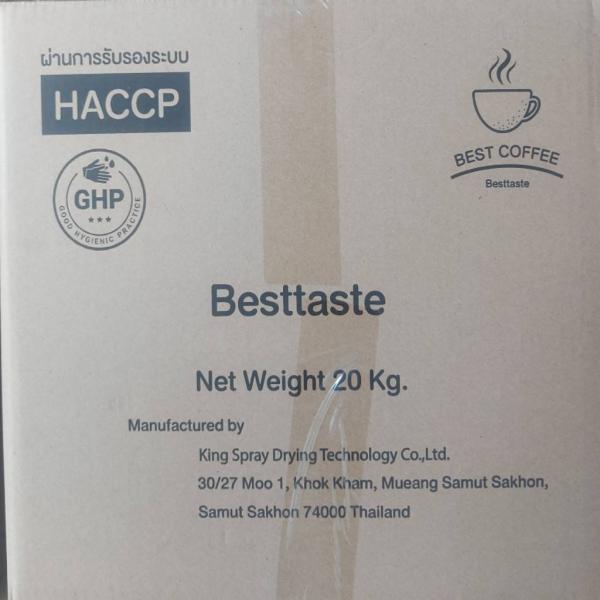 ผ่านการรับรองระบบ
HACCP
GHP
GOOD HYGIENIC PRACTICE
BEST COFFEE
Besttaste
Besttaste
Net Weight 20 Kg.
Manufactured by
King Spray Drying Technology Co.,Ltd.
30/27 Moo 1, Khok Kham, Mueang Samut Sakhon,
Samut Sakhon 74000 Thailand